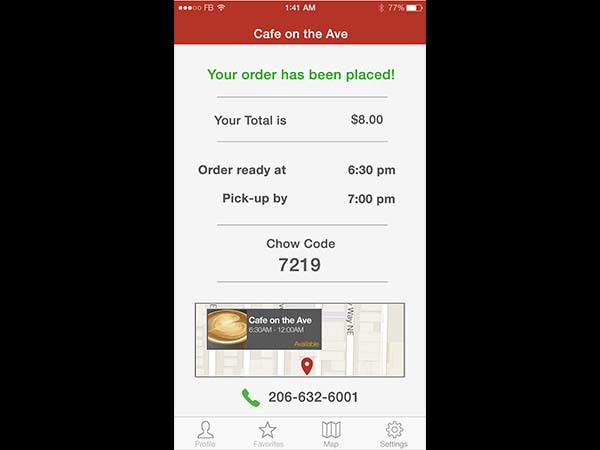 FB 1:41 AM 77%
Cafe on the Ave
Your order has been placed!
Your Total is $8.00
Order ready at 6:30 pm
Pick-up by 7:00 pm
Chow Code
7219
Cafe on the Ave
6:30AM - 12:00AM
Available
Way NE
206-632-6001
Profile Favorites Map Settings